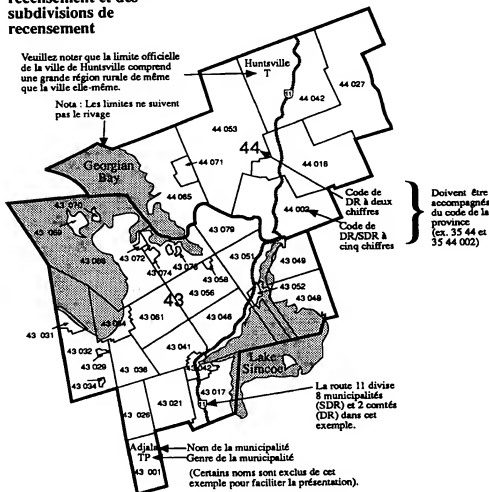 recensement et des
subdivisions de
recensement
Veuillez noter que la limite officielle
de la ville de Huntsville comprend
une grande région rurale de même
que la ville elle-même.
Nota : Les limites ne suivent
pas le rivage
Huntsville
T
11
44 027
44 042
44 053
44
44 071
44 018
Georgian
Bay
44 065
44 002
Code de
DR à deux
chiffres
Code de
DR/SDR à
cinq chiffres
Doivent être
accompagnés
du code de la
province
(ex. 35 44 et
35 44 002)
43 070
43 069
43 068
43 079
43 072
43 074
43 076
43 051
43 049
43 058
43 052
43 056
43 048
43
43 064
43 061
43 046
43 031
43 032
43 029
43 034
43 036
43 041
43 042
Lake
Simcoe
43 017
43 021
43 026
11
La route 11 divise
8 municipalités
(SDR) et 2 comtés
(DR) dans cet
exemple.
Adjala
Nom de la municipalité
TP
Genre de la municipalité
43 001
(Certains noms sont exclus de cet
exemple pour faciliter la présentation).